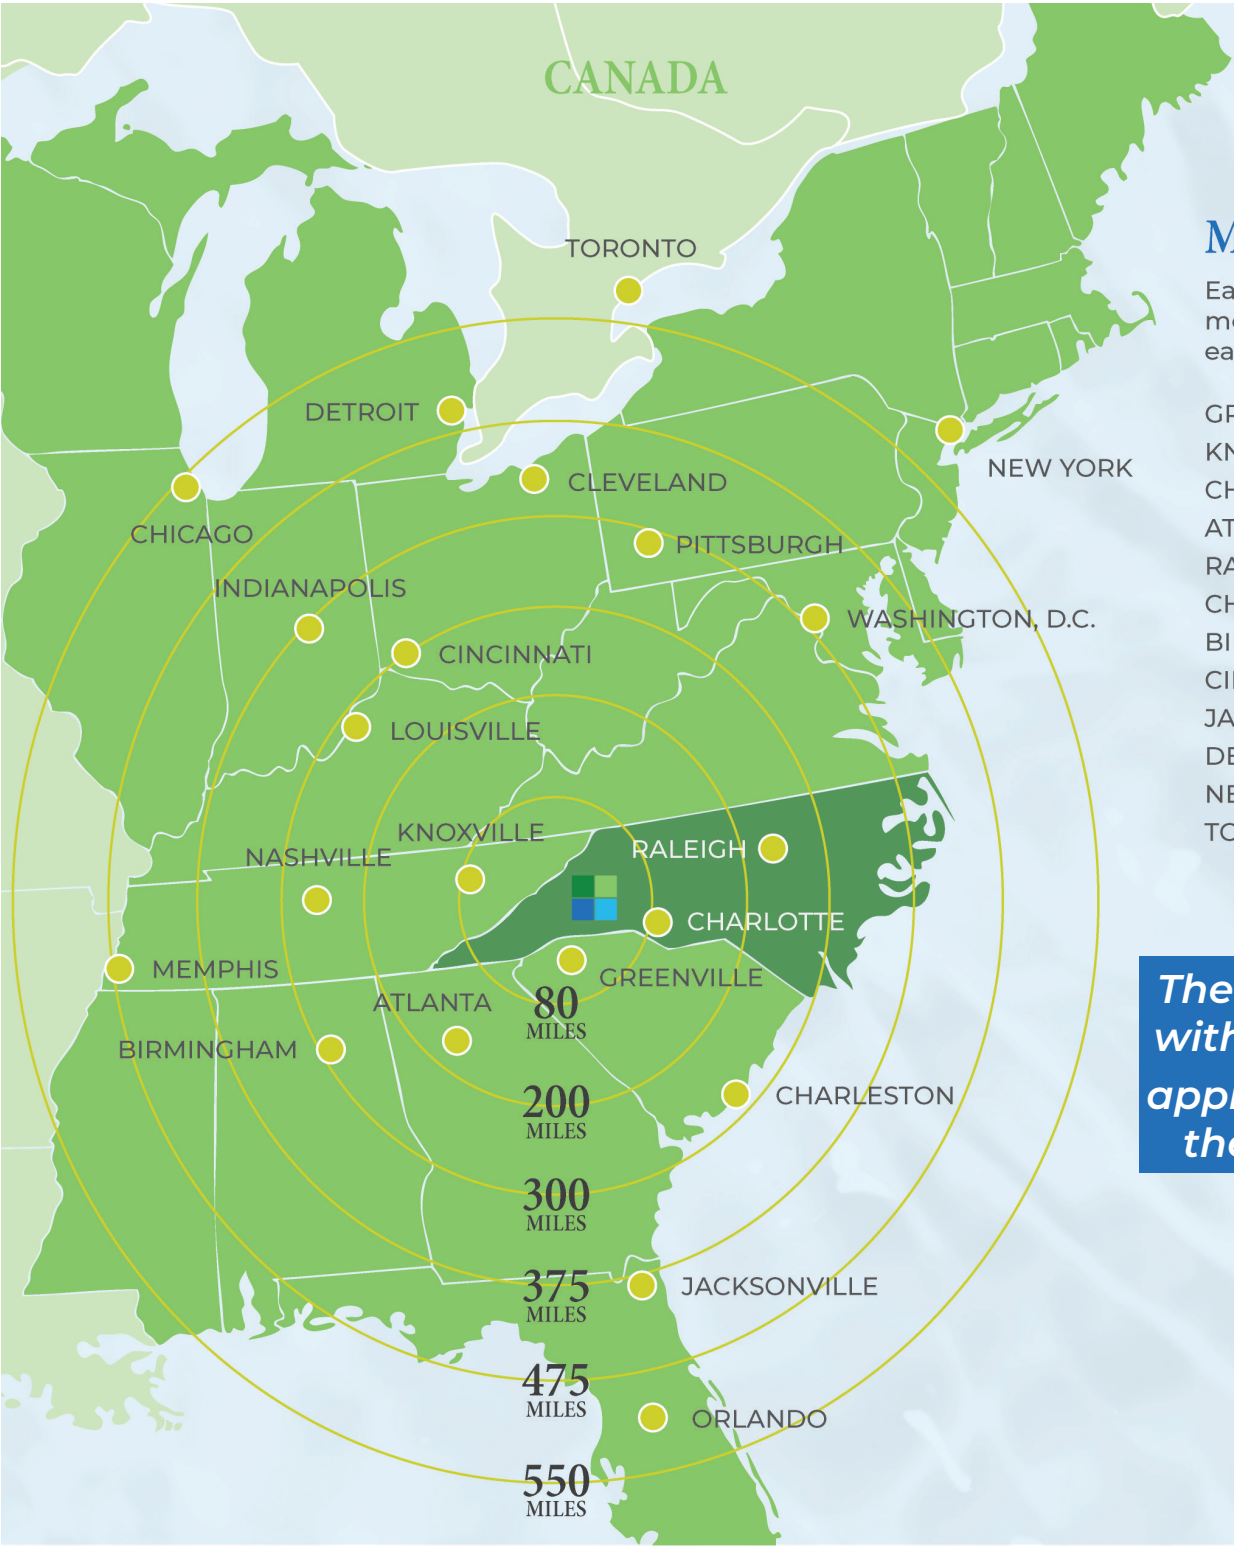 CANADA
TORONTO
DETROIT
NEW YORK
CLEVELAND
CHICAGO
PITTSBURGH
INDIANAPOLIS
WASHINGTON, D.C.
CINCINNATI
LOUISVILLE
KNOXVILLE
RALEIGH
NASHVILLE
CHARLOTTE
MEMPHIS
GREENVILLE
ATLANTA
80
MILES
BIRMINGHAM
CHARLESTON
200
MILES
300
MILES
375
MILES
JACKSONVILLE
475
MILES
ORLANDO
550
MILES
The